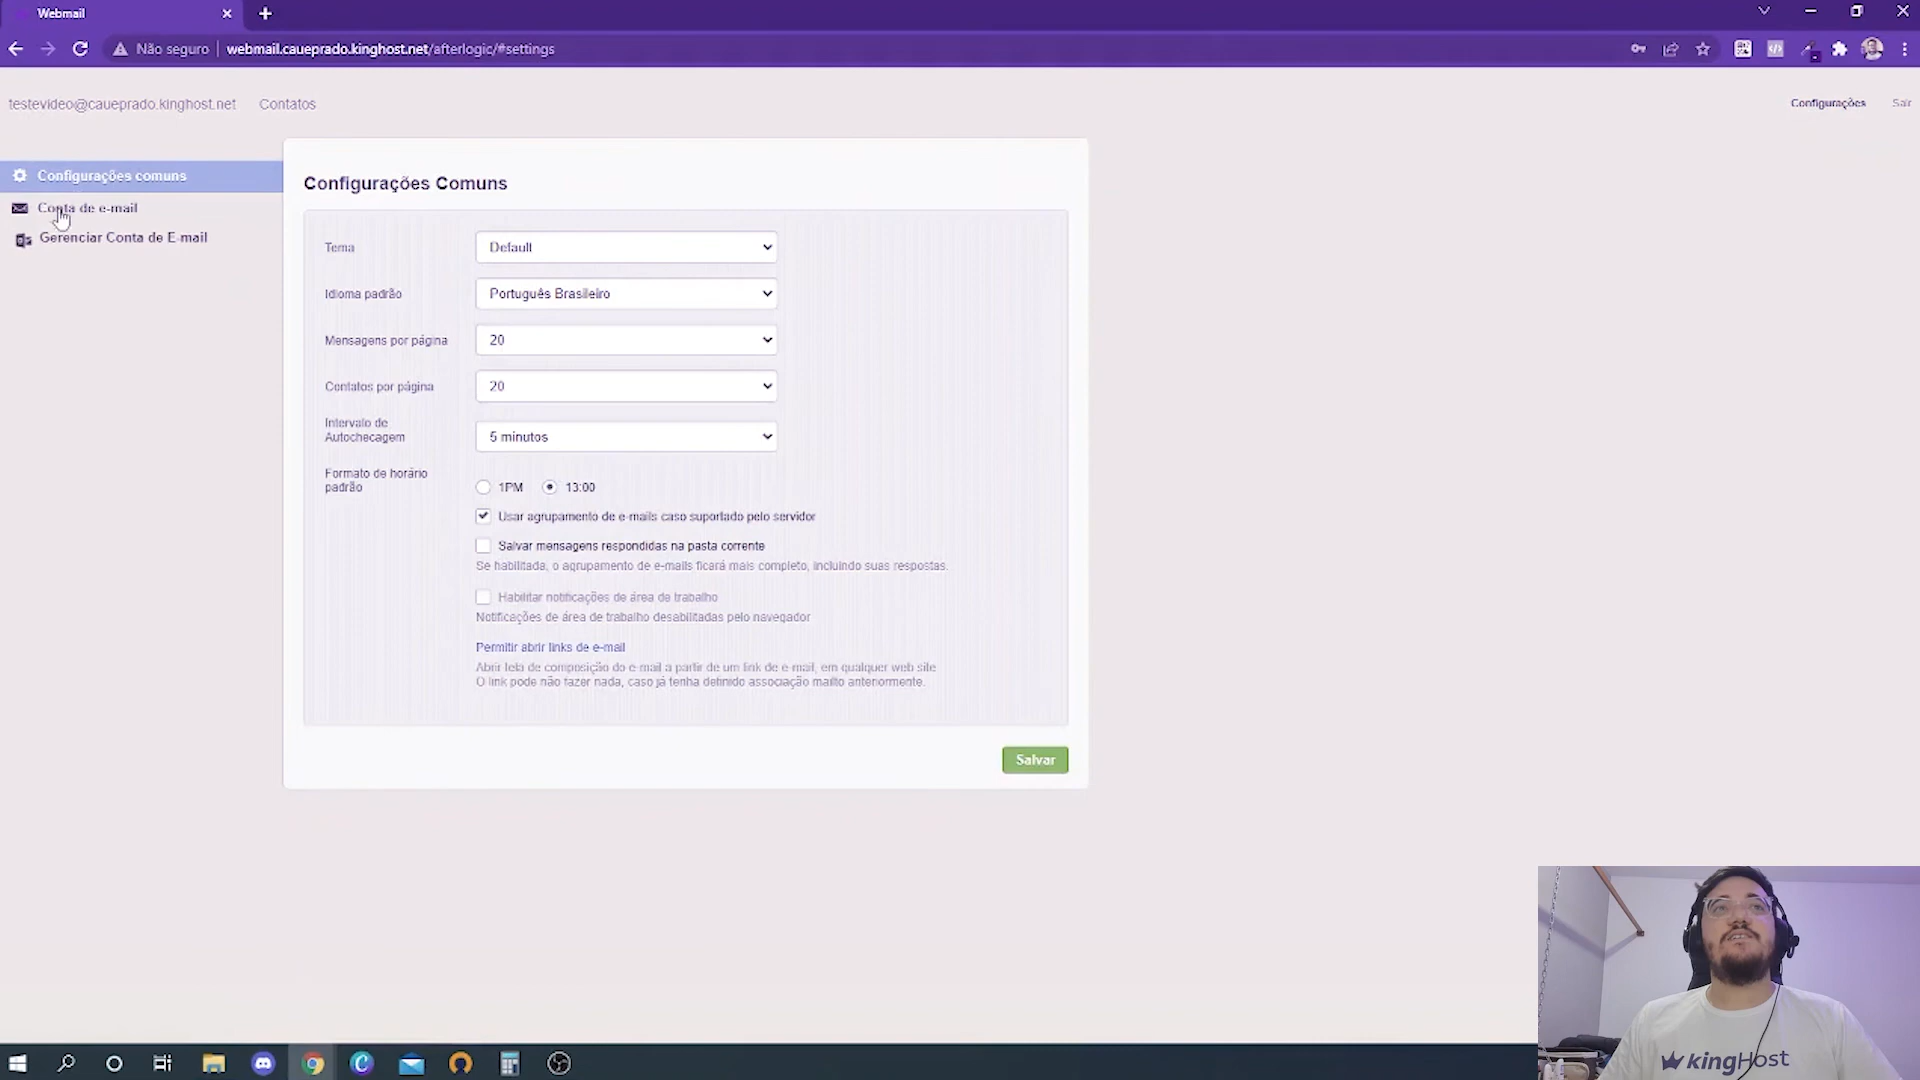 Webmail
Não seguro
webmail.caueprado.kinghost.net/afterlogic/#settings
testevideo@caueprado.kinghost.net
Contatos
Configurações
Sair
Configurações comuns
Conta de e-mail
Gerenciar Conta de E-mail
Configurações Comuns
Tema
Default
Idioma padrão
Português Brasileiro
Mensagens por página
20
Contatos por página
20
Intervalo de
Autochecagem
5 minutos
Formato de horário
padrão
1PM
13:00
Usar agrupamento de e-mails caso suportado pelo servidor
Salvar mensagens respondidas na pasta corrente
Se habilitada, o agrupamento de e-mails ficará mais completo, incluindo suas respostas.
Habilitar notificações de área de trabalho
Notificações de área de trabalho desabilitadas pelo navegador
Permitir abrir links de e-mail
Abrir tela de composição do e-mail a partir de um link de e-mail, em qualquer web site
O link pode não fazer nada, caso já tenha definido associação mailto anteriormente.
Salvar
kingHost